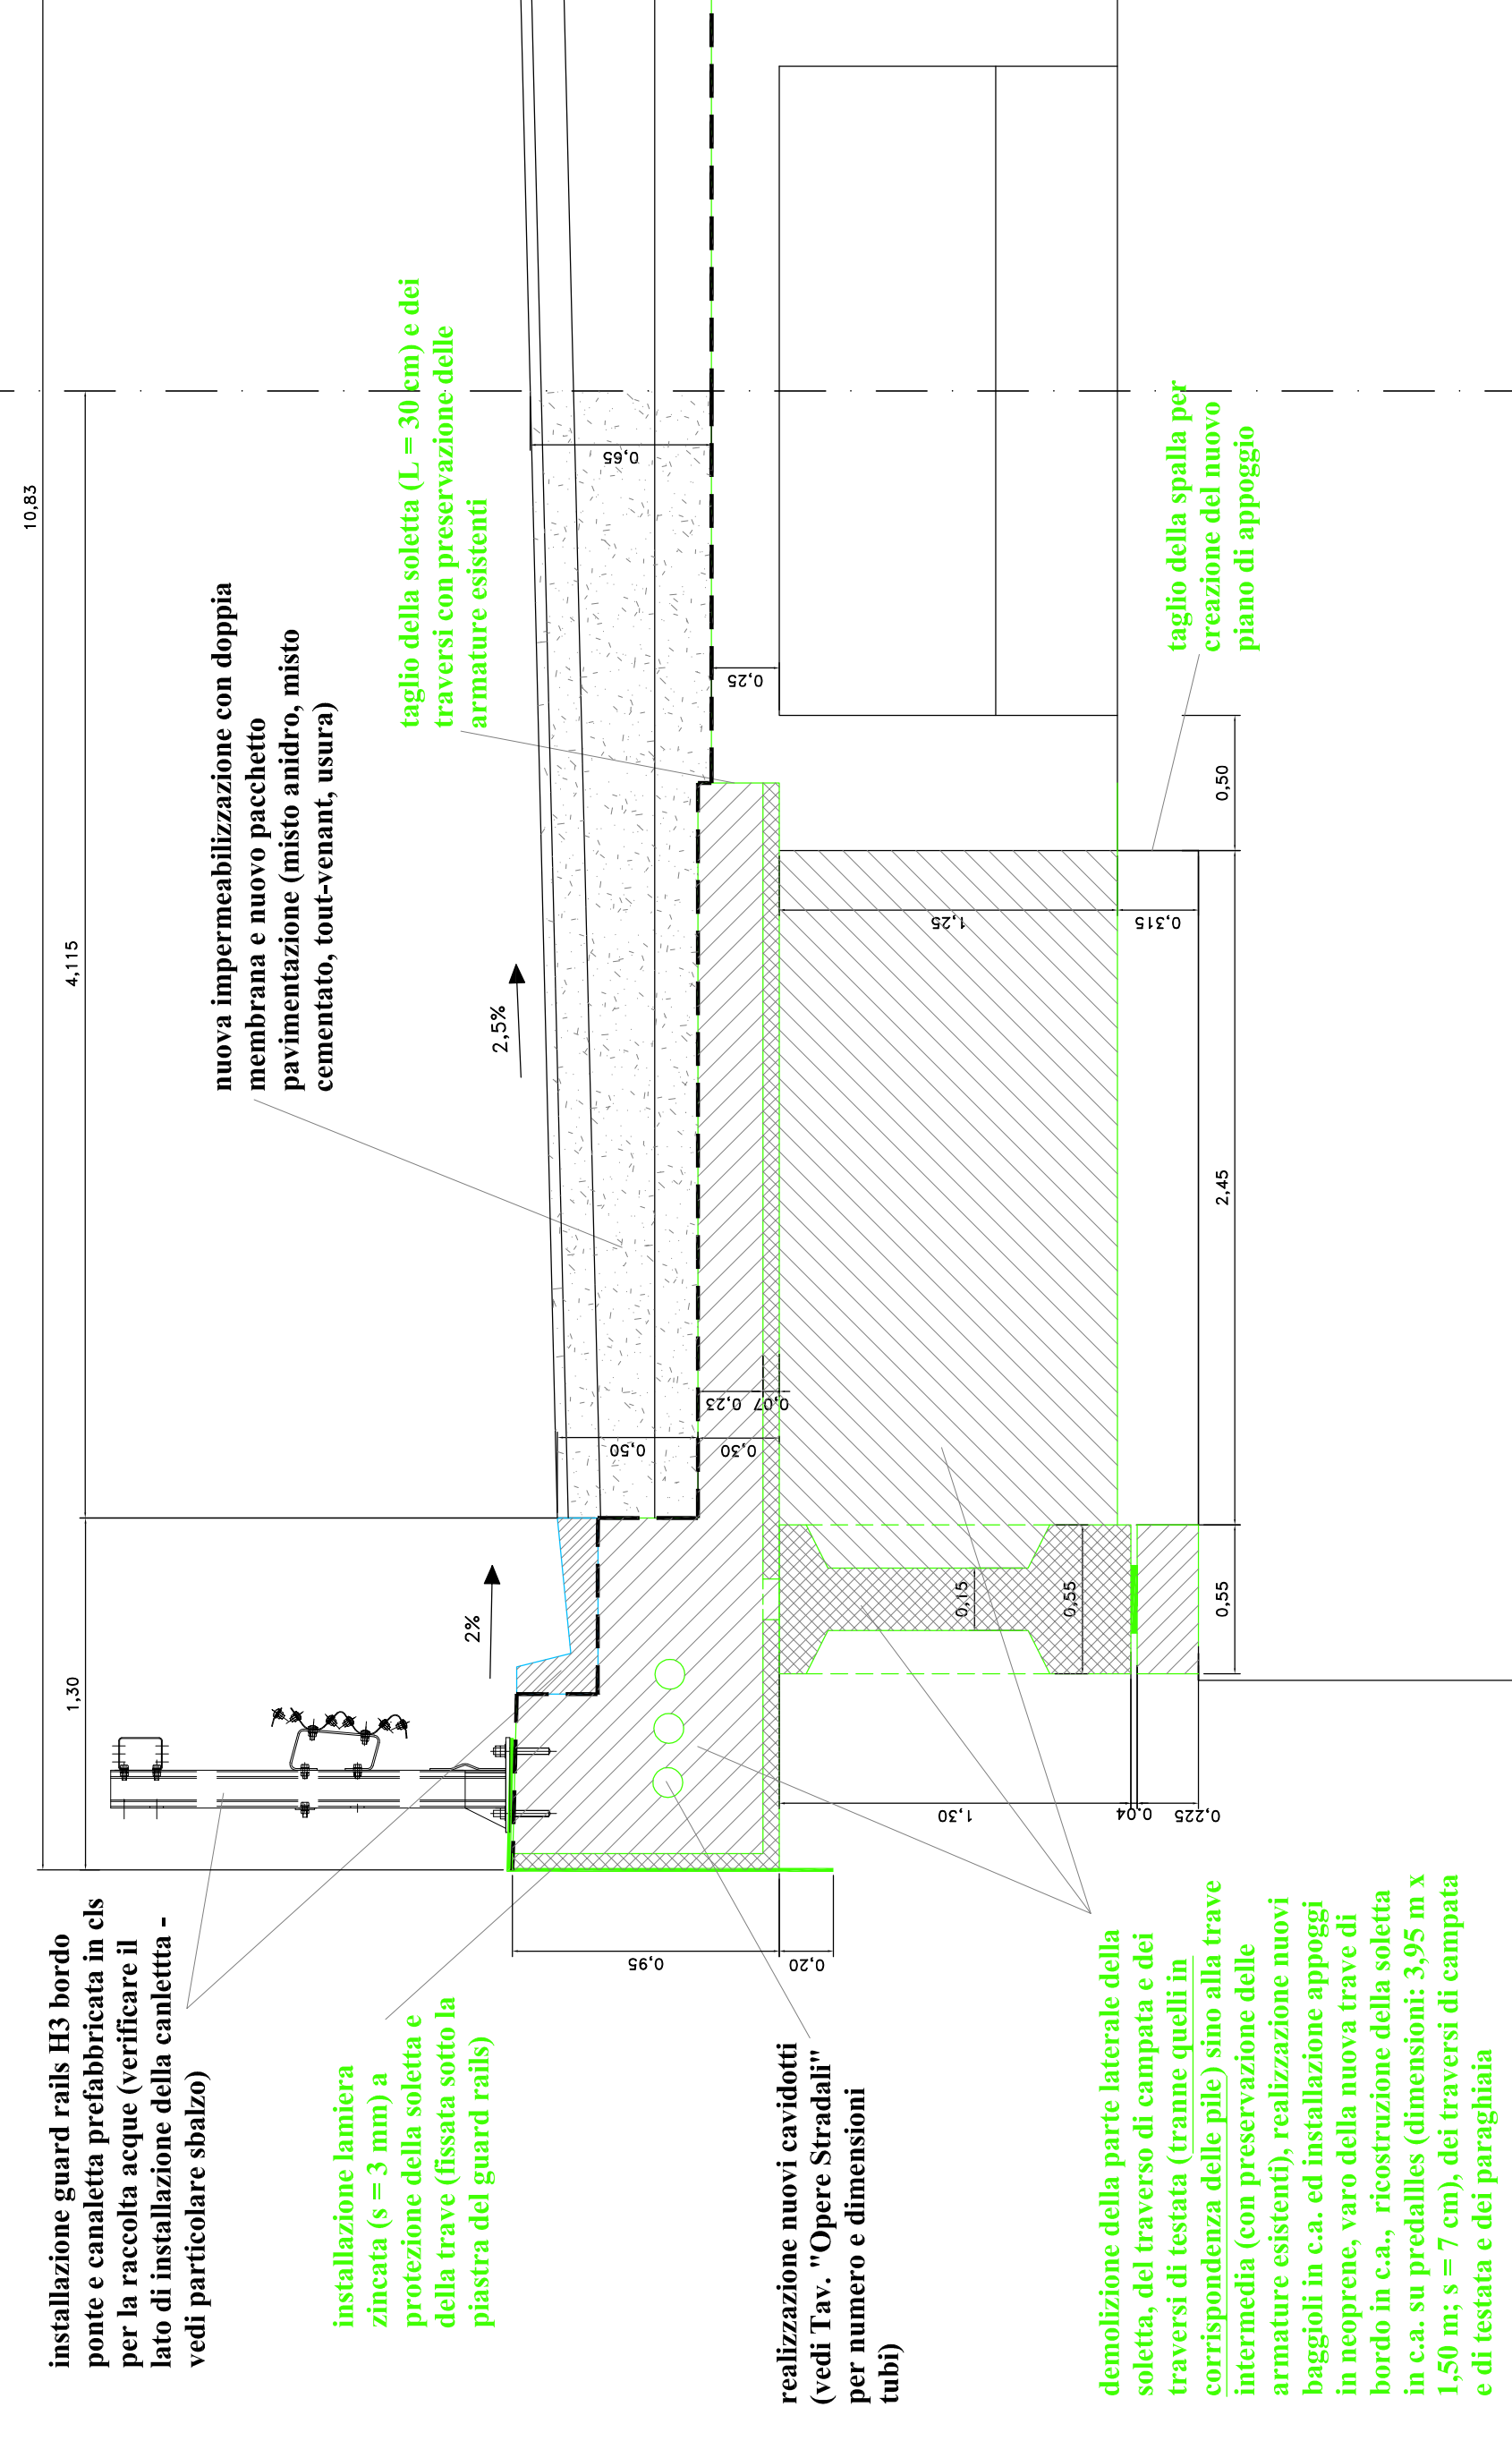 installazione guard rails H3 bordo
ponte e canaletta prefabbricata in cls
per la raccolta acque (verificare il
lato di installazione della canlettta -
vedi particolare sbalzo)
installazione lamiera
zincata (s = 3 mm) a
protezione della soletta e
della trave (fissata sotto la
piastra del guard rails)
realizzazione nuovi cavidotti
(vedi Tav. "Opere Stradali"
per numero e dimensioni
tubi)
demolizione della parte laterale della
soletta, del traverso di campata e dei
traversi di testata (tranne quelli in
corrispondenza delle pile) sino alla trave
intermedia (con preservazione delle
armature esistenti), realizzazione nuovi
baggioli in c.a. ed installazione appoggi
in neoprene, varo della nuova trave di
bordo in c.a., ricostruzione della soletta
in c.a. su predallles (dimensioni: 3,95 m x
1,50 m; s = 7 cm), dei traversi di campata
e di testata e dei paraghiaia
nuova impermeabilizzazione con doppia
membrana e nuovo pacchetto
pavimentazione (misto anidro, misto
cementato, tout-venant, usura)
taglio della soletta (L = 30 cm) e dei
traversi con preservazione delle
armature esistenti
taglio della spalla per
creazione del nuovo
piano di appoggio
10,83
1,30
4,115
2%
2,5%
0,95
0,20
0,50
0,30
0,23
0,07
0,65
0,25
1,30
0,04
0,225
0,15
0,55
1,25
0,315
0,55
2,45
0,50